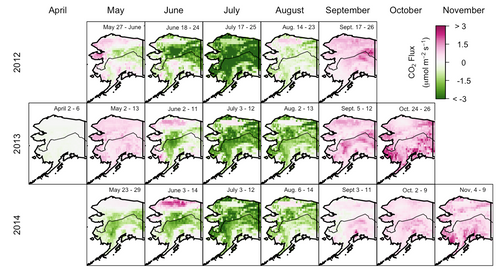 April May June July August September October November
May 27 - June June 18 - 24 July 17 - 25 Aug. 14 - 23 Sept. 17 - 26
2012
> 3
1.5
0
-1.5
< -3
CO2 Flux
(μmol m⁻² s⁻¹)
April 2 - 6 May 2 - 13 June 2 - 11 July 3 - 12 Aug. 2 - 13 Sept. 5 - 12 Oct. 24 - 26
2013
May 23 - 29 June 3 - 14 July 3 - 12 Aug. 6 - 14 Sept 3 - 11 Oct. 2 - 9 Nov, 4 - 9
2014